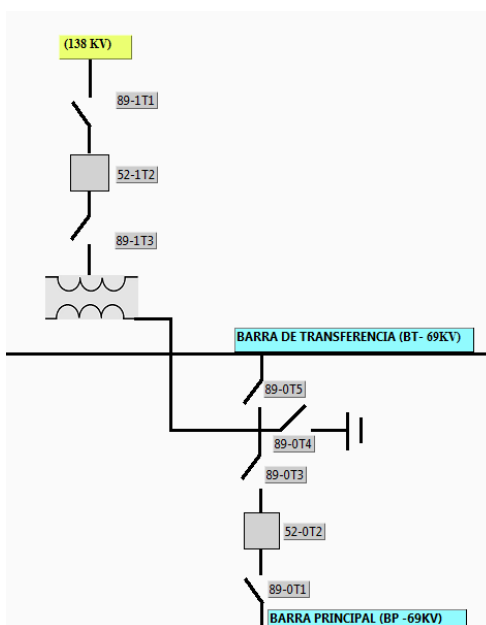 (138 KV)
89-1T1
52-1T2
89-1T3
BARRA DE TRANSFERENCIA (BT- 69KV)
89-0T5
89-0T4
89-0T3
52-0T2
89-0T1
BARRA PRINCIPAL (BP -69KV)